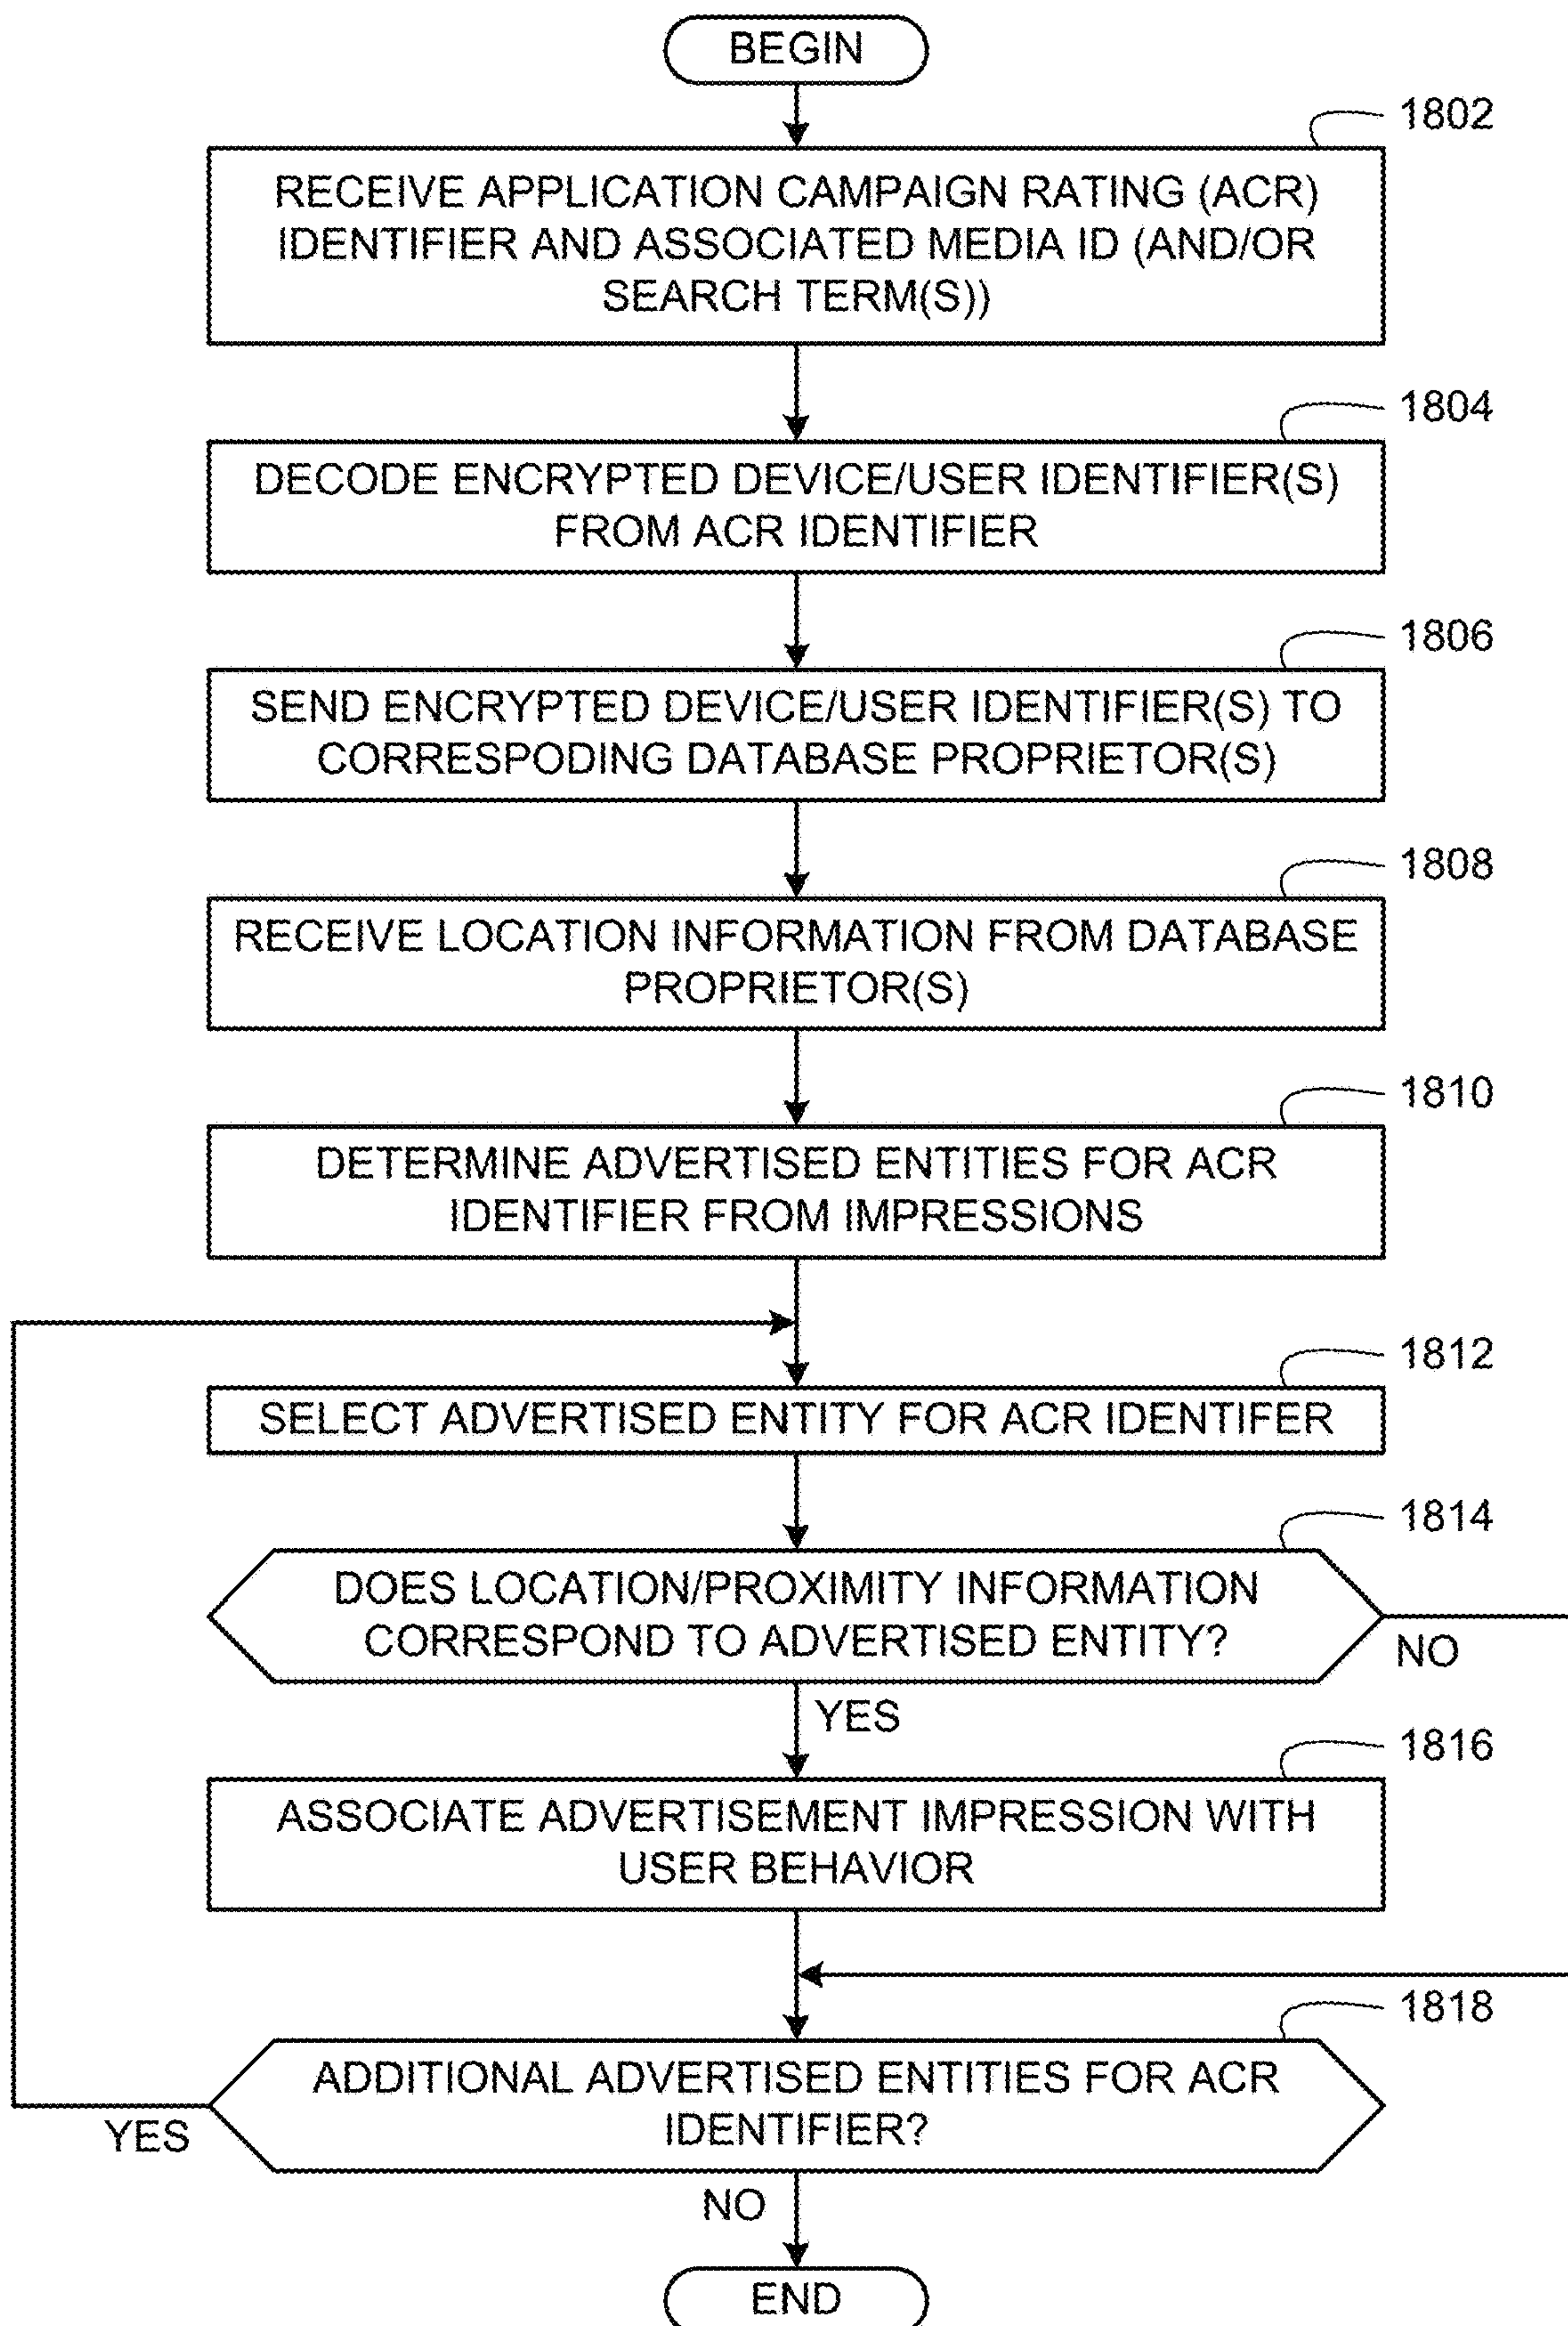 BEGIN
1802
RECEIVE APPLICATION CAMPAIGN RATING (ACR)
IDENTIFIER AND ASSOCIATED MEDIA ID (AND/OR
SEARCH TERM(S))
1804
DECODE ENCRYPTED DEVICE/USER IDENTIFIER(S)
FROM ACR IDENTIFIER
1806
SEND ENCRYPTED DEVICE/USER IDENTIFIER(S) TO
CORRESPODING DATABASE PROPRIETOR(S)
1808
RECEIVE LOCATION INFORMATION FROM DATABASE
PROPRIETOR(S)
1810
DETERMINE ADVERTISED ENTITIES FOR ACR
IDENTIFIER FROM IMPRESSIONS
1812
SELECT ADVERTISED ENTITY FOR ACR IDENTIFER
1814
DOES LOCATION/PROXIMITY INFORMATION
CORRESPOND TO ADVERTISED ENTITY?
NO
YES
1816
ASSOCIATE ADVERTISEMENT IMPRESSION WITH
USER BEHAVIOR
1818
ADDITIONAL ADVERTISED ENTITIES FOR ACR
IDENTIFIER?
YES
NO
END